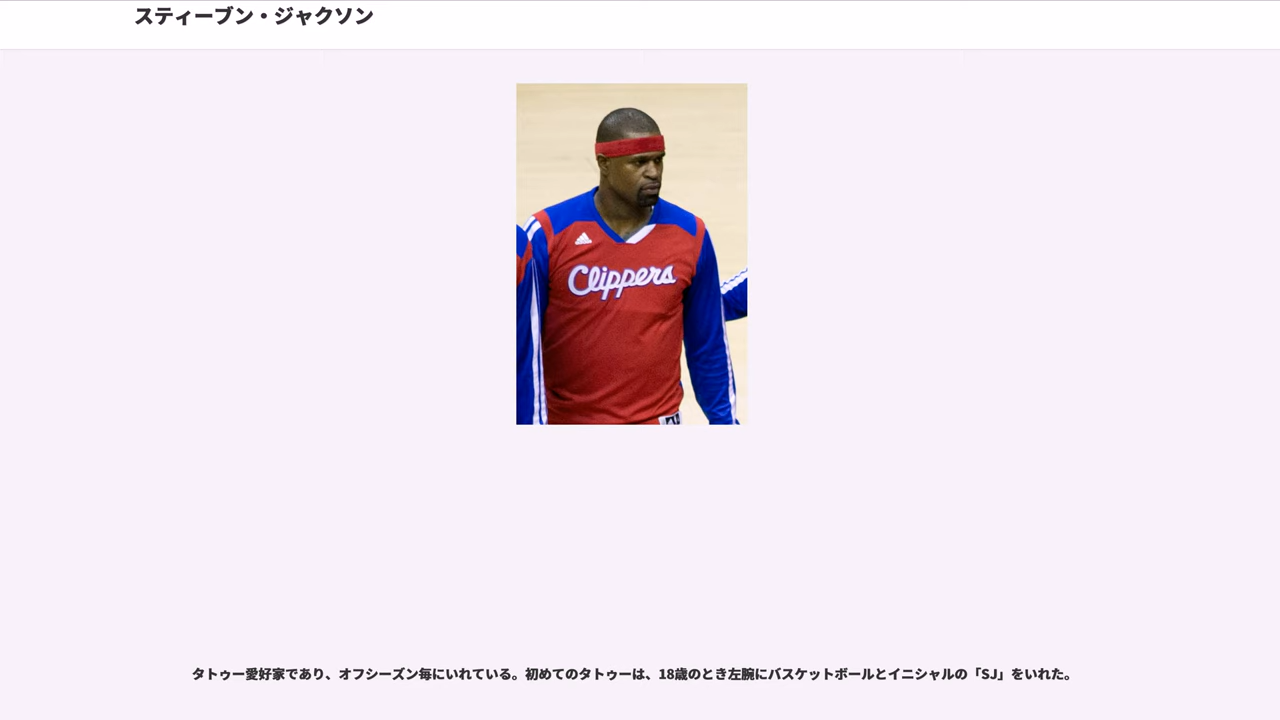 スティーブン・ジャクソン
Clippers
タトゥー愛好家であり、オフシーズン毎にいれている。初めてのタトゥーは、18歳のとき左腕にバスケットボールとイニシャルの「SJ」をいれた。